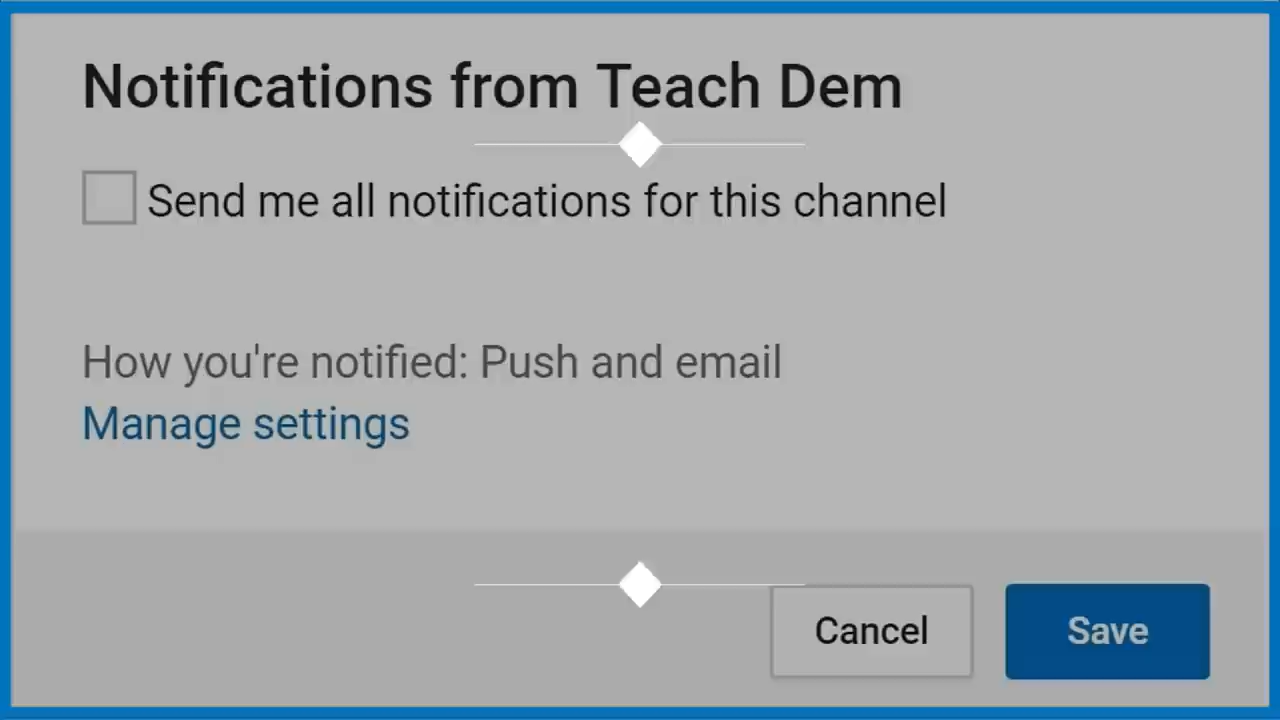 Notifications from Teach Dem
Send me all notifications for this channel
How you're notified: Push and email
Manage settings
Cancel
Save